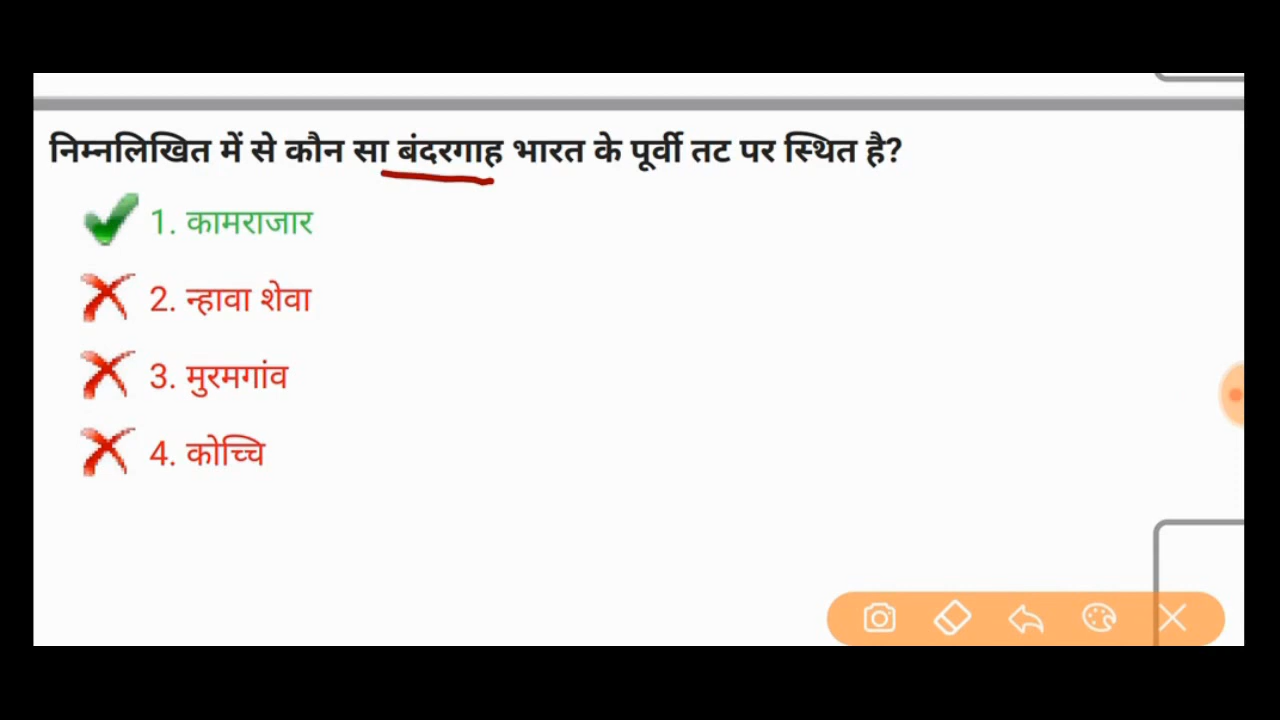 निम्नलिखित में से कौन सा बंदरगाह भारत के पूर्वी तट पर स्थित है?
1. कामराजार
2. न्हावा शेवा
3. मुरमगांव
4. कोच्चि